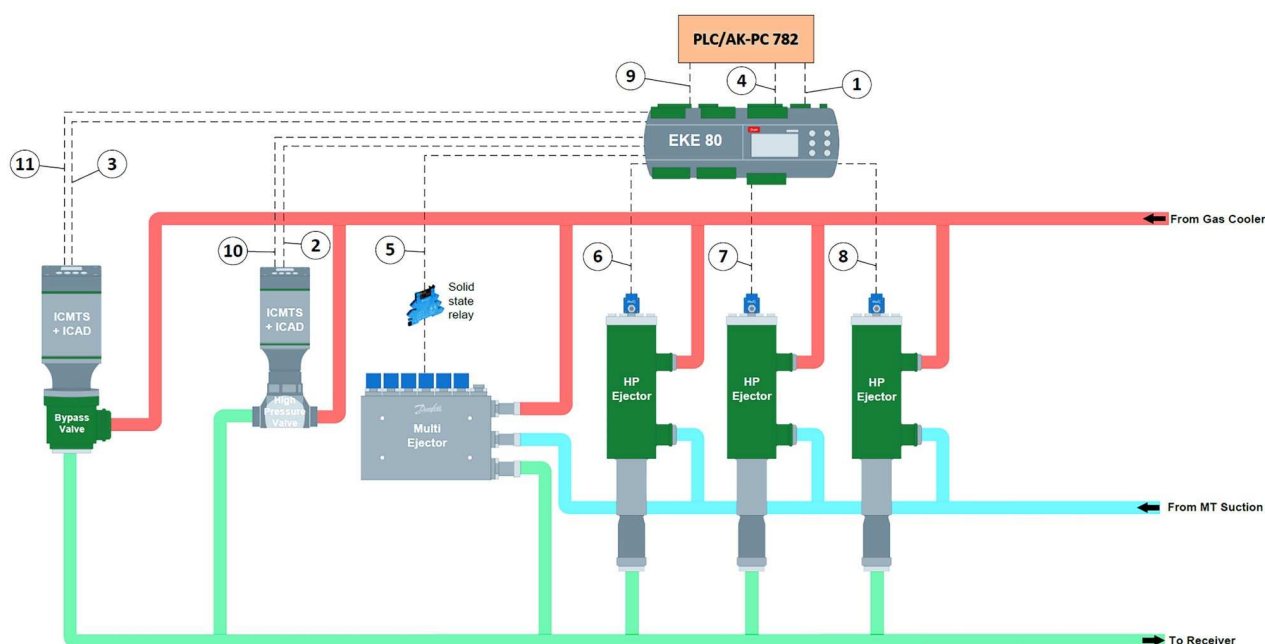 PLC/AK-PC 782
9
4
1
EKE 80
11
3
From Gas Cooler
10
2
5
6
7
8
Solid
state
relay
ICMTS
+ ICAD
ICMTS
+ ICAD
HP
Ejector
HP
Ejector
HP
Ejector
High
Pressure
Valve
Bypass
Valve
Danfoss
Multi
Ejector
From MT Suction
To Receiver